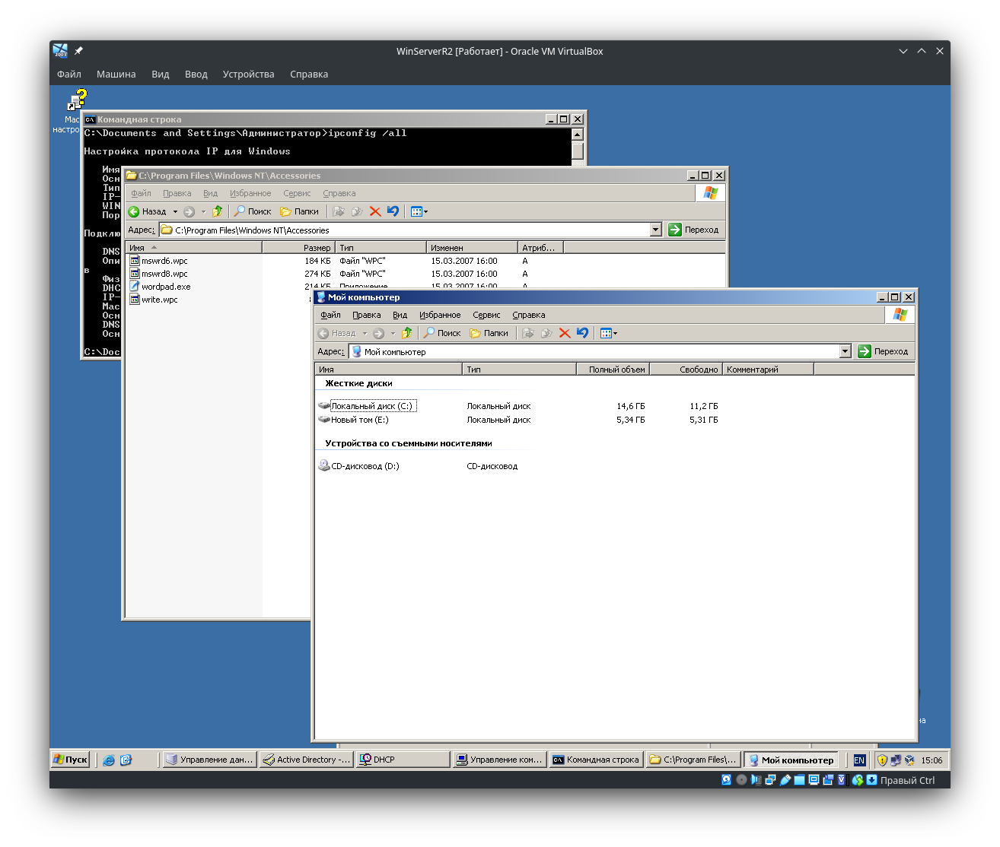 WinServerR2 [Работает] - Oracle VM VirtualBox
Файл Машина Вид Ввод Устройства Справка
Командная строка
C:\Documents and Settings\Администратор>ipconfig /all
Настройка протокола IP для Windows
C:\Program Files\Windows NT\Accessories
Файл Правка Вид Избранное Сервис Справка
Назад Поиск Папки
Адрес: C:\Program Files\Windows NT\Accessories Переход
Имя Размер Тип Изменен Атриб...
mswrd6.wpc 184 КБ Файл "WPC" 15.03.2007 16:00 A
mswrd8.wpc 274 КБ Файл "WPC" 15.03.2007 16:00 A
wordpad.exe 214 КБ Приложение 15.03.2007 16:00 A
write.wpc
Имя
Осн
Тип
IP-
WIN
Пор
Подклю
DNS
Опи
в
Физ
DHC
IP-
Мас
Осн
DNS
Осн
C:\Doc
Мой компьютер
Файл Правка Вид Избранное Сервис Справка
Назад Поиск Папки
Адрес: Мой компьютер Переход
Имя Тип Полный объем Свободно Комментарий
Жесткие диски
Локальный диск (C:) Локальный диск 14,6 ГБ 11,2 ГБ
Новый том (E:) Локальный диск 5,34 ГБ 5,31 ГБ
Устройства со съемными носителями
CD-дисковод (D:) CD-дисковод
Мас
настро
на
Пуск Управление дан... Active Directory -... DHCP Управление ком... Командная строка C:\Program Files\... Мой компьютер EN 15:06
Правый Ctrl